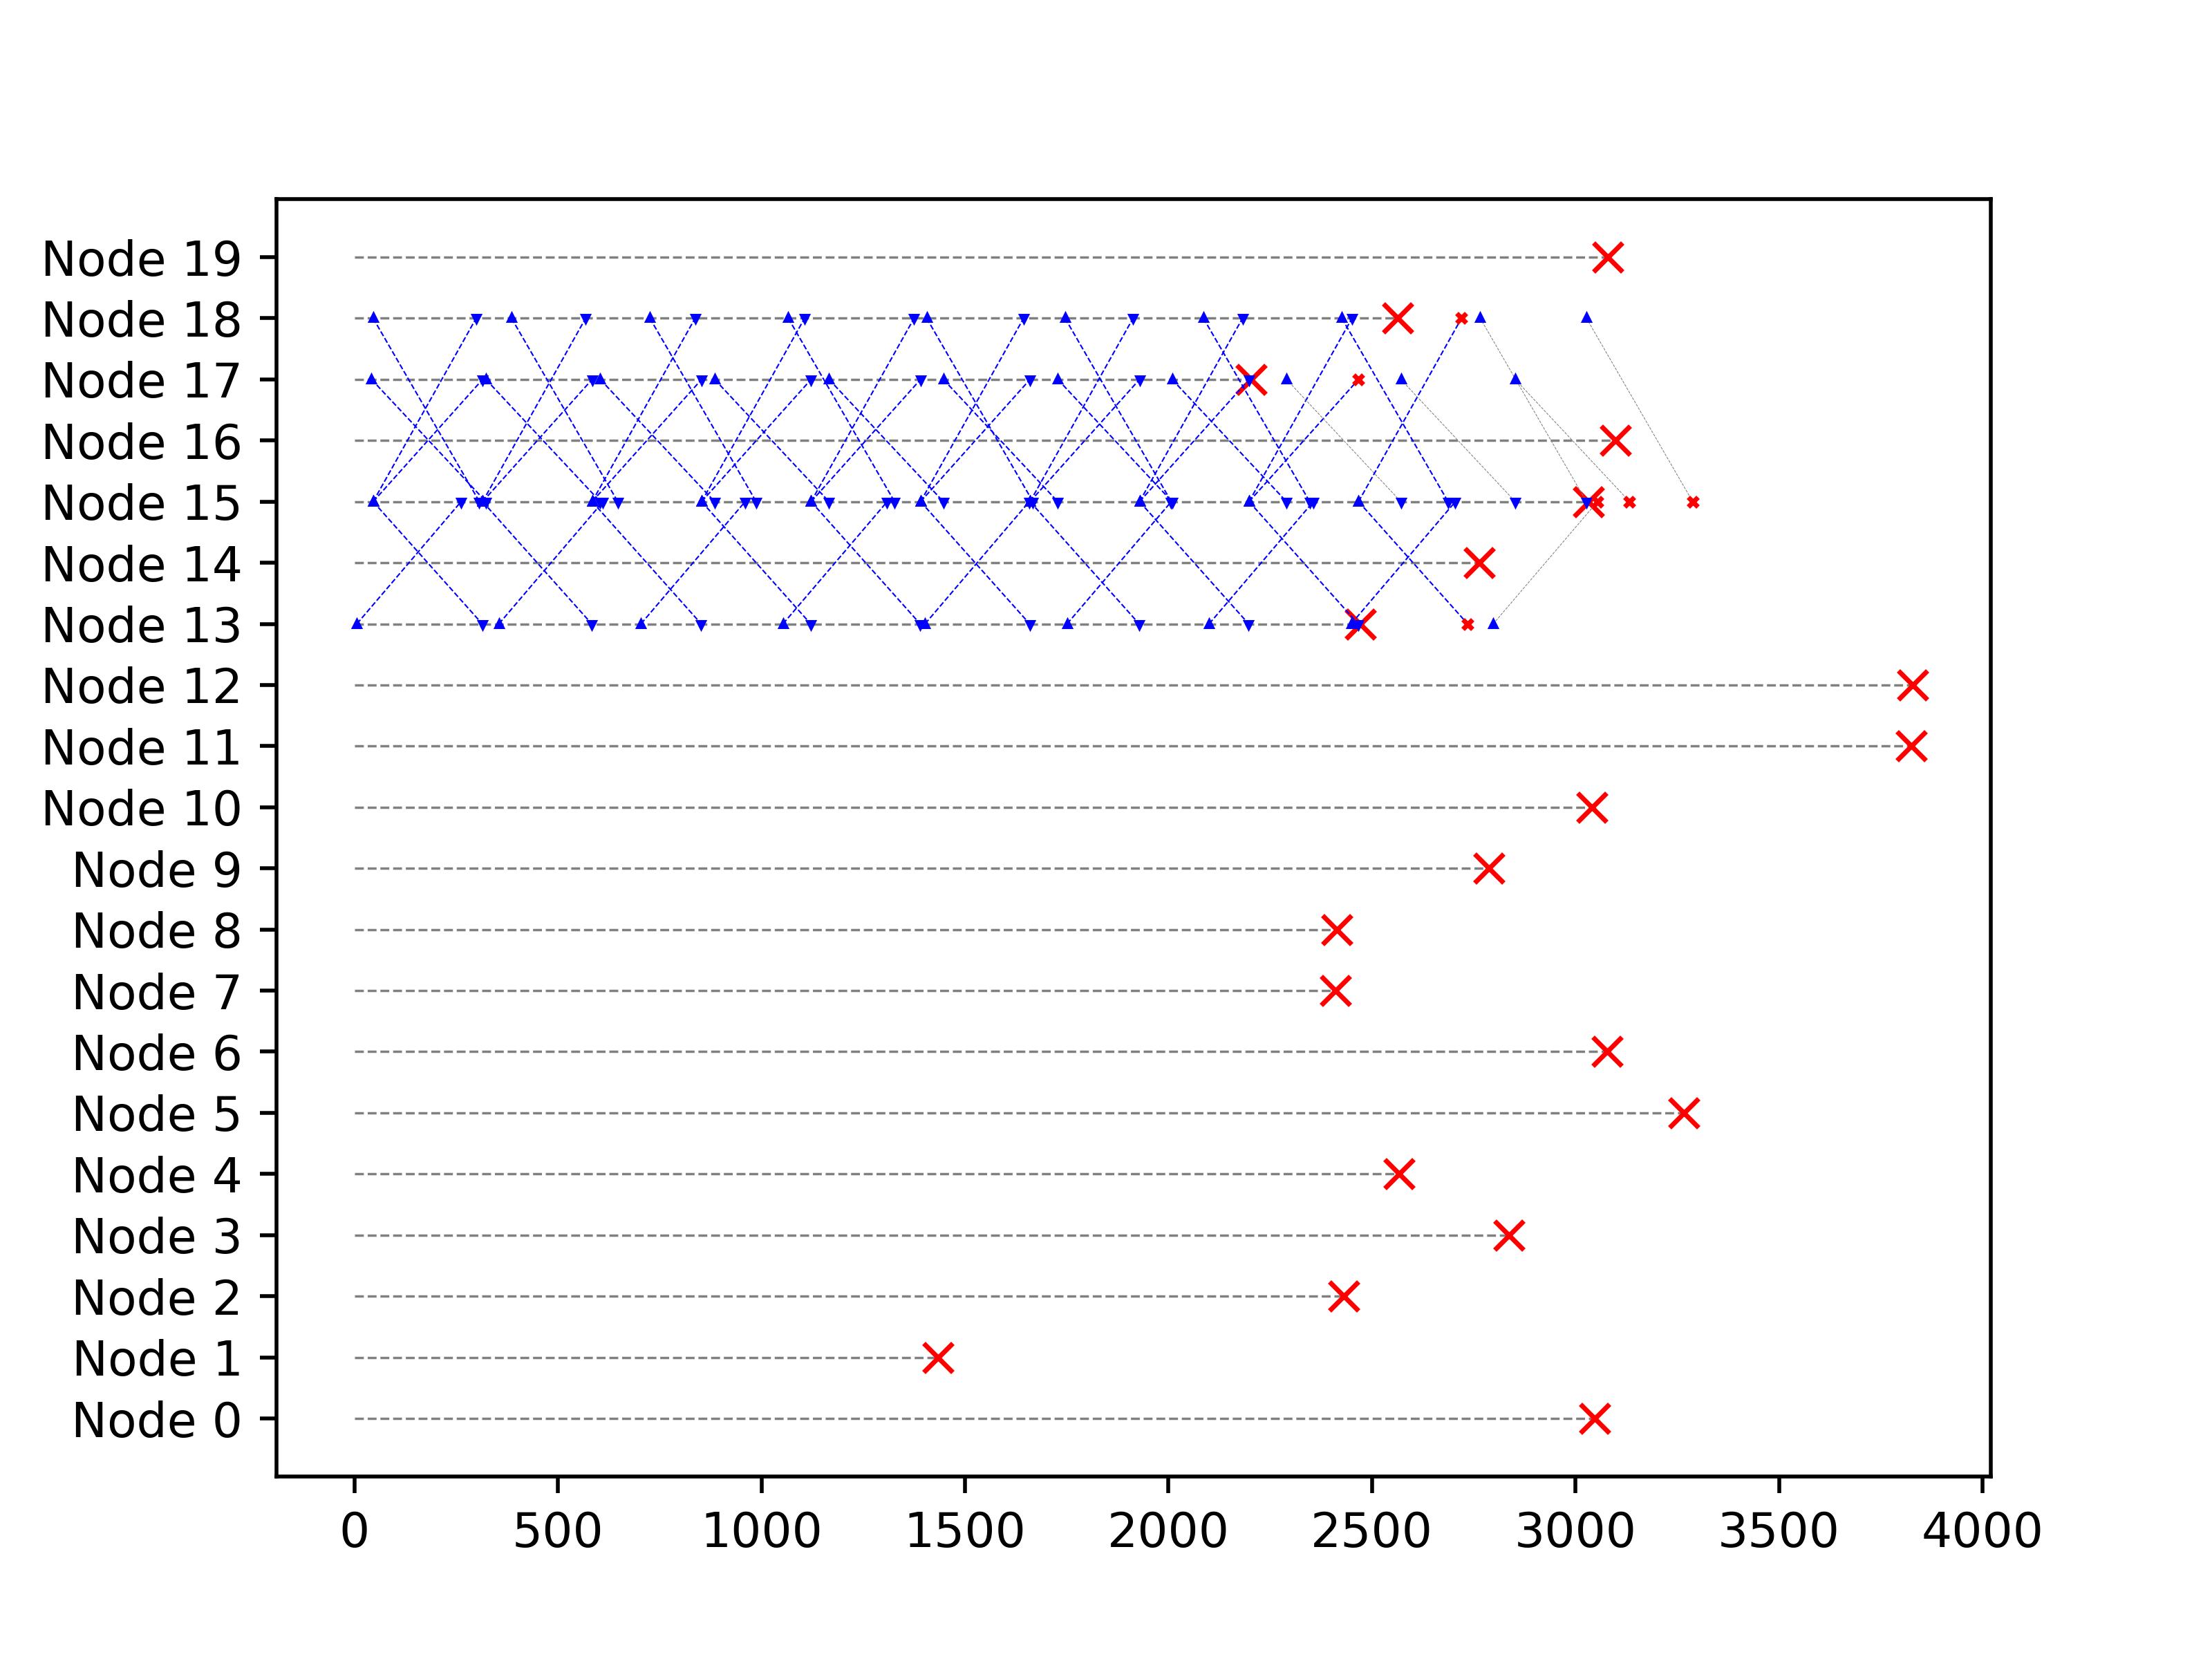 Node 19
Node 18
Node 17
Node 16
Node 15
Node 14
Node 13
Node 12
Node 11
Node 10
Node 9
Node 8
Node 7
Node 6
Node 5
Node 4
Node 3
Node 2
Node 1
Node 0
0 500 1000 1500 2000 2500 3000 3500 4000